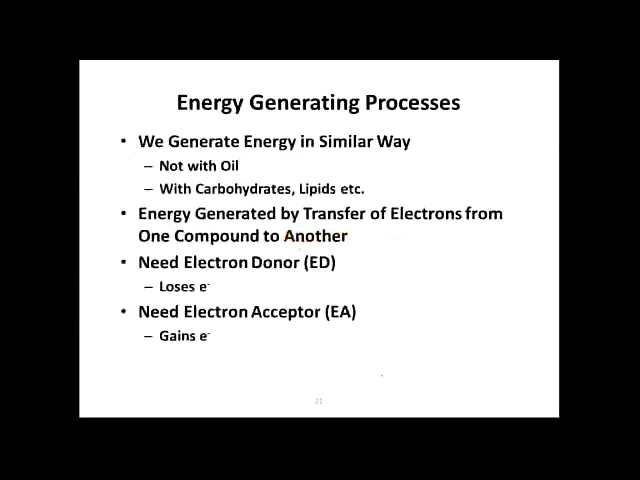 Energy Generating Processes
• We Generate Energy in Similar Way
– Not with Oil
– With Carbohydrates, Lipids etc.
• Energy Generated by Transfer of Electrons from
One Compound to Another
• Need Electron Donor (ED)
– Loses e-
• Need Electron Acceptor (EA)
– Gains e-
21